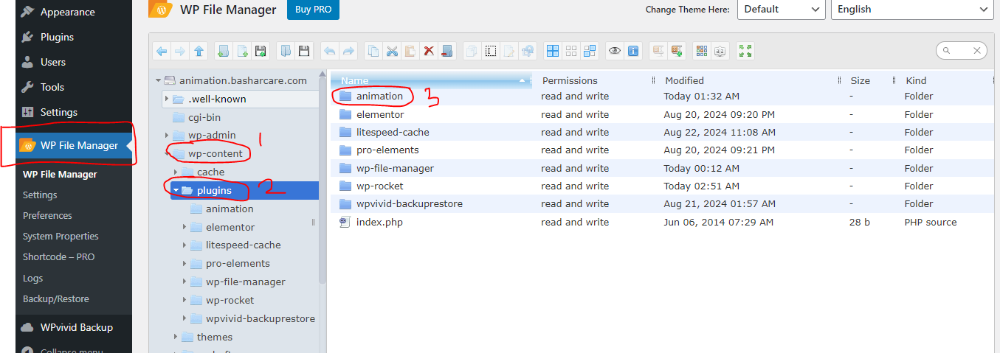 Appearance
Plugins
Users
Tools
Settings
WP File Manager
WP File Manager
Settings
Preferences
System Properties
Shortcode – PRO
Logs
Backup/Restore
WPvivid Backup
Collapse menu
WP File Manager
Buy PRO
Change Theme Here:
Default
English
animation.basharcare.com
.well-known
cgi-bin
wp-admin
wp-content
1
cache
plugins
2
animation
elementor
litespeed-cache
pro-elements
wp-file-manager
wp-rocket
wpvivid-backuprestore
themes
Name Permissions Modified Size Kind
animation 3 read and write Today 01:32 AM - Folder
elementor read and write Aug 20, 2024 09:20 PM - Folder
litespeed-cache read and write Aug 22, 2024 11:08 AM - Folder
pro-elements read and write Aug 20, 2024 09:21 PM - Folder
wp-file-manager read and write Today 00:12 AM - Folder
wp-rocket read and write Today 02:51 AM - Folder
wpvivid-backuprestore read and write Aug 21, 2024 01:57 AM - Folder
index.php read and write Jun 06, 2014 07:29 AM 28 b PHP source